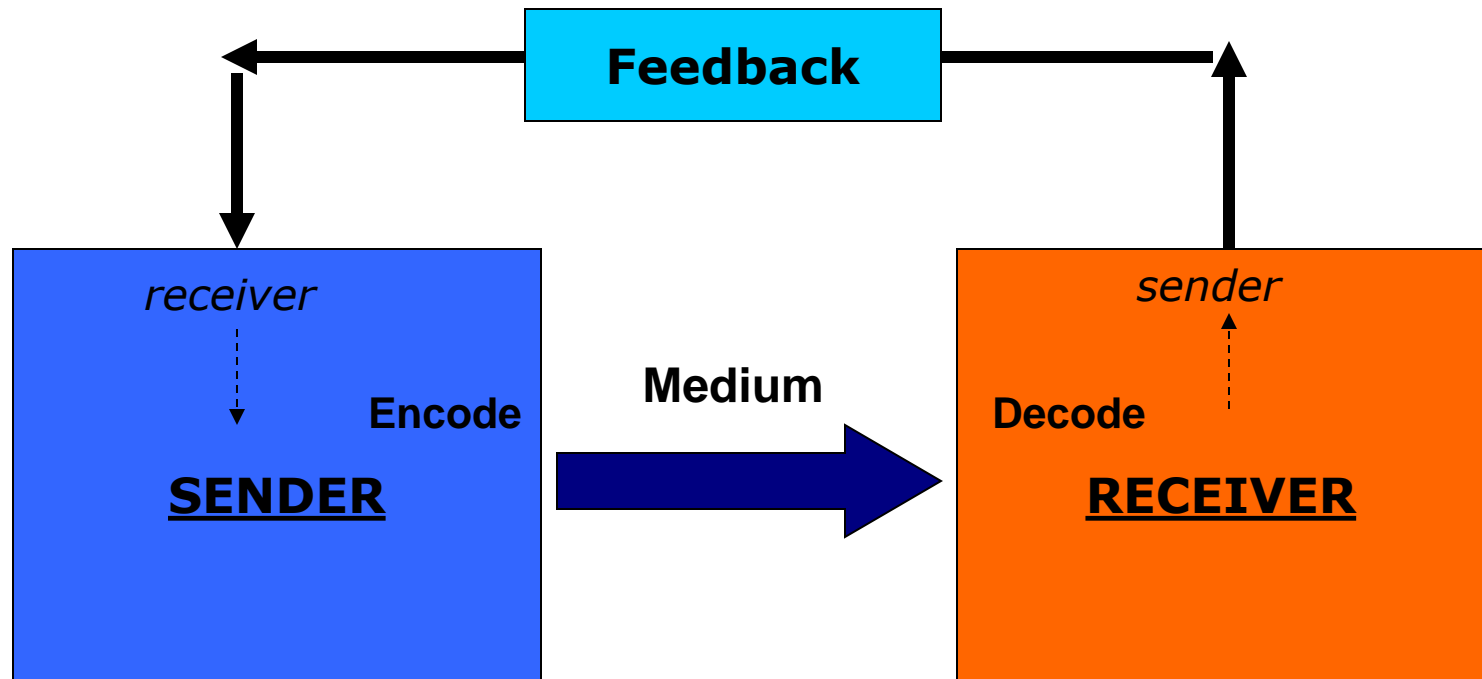 Feedback
receiver
sender
Medium
Encode
Decode
SENDER
RECEIVER